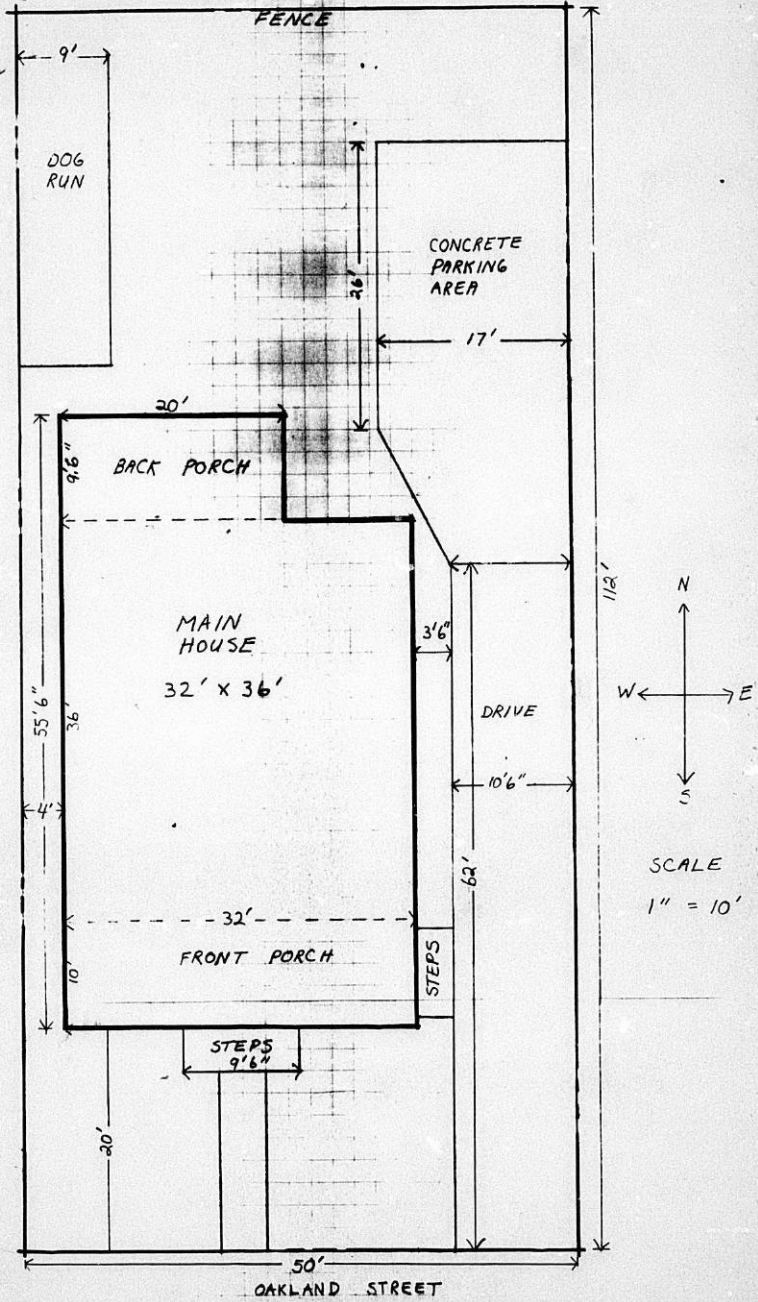 FENCE
9'
DOG
RUN
CONCRETE
PARKING
AREA
26'
17'
20'
9'6"
BACK PORCH
MAIN
HOUSE
32' x 36'
3'6"
DRIVE
10'6"
112'
N
W
E
S
55'6"
36'
4'
62'
SCALE
1" = 10'
32'
10'
FRONT PORCH
STEPS
STEPS
9'6"
20'
50'
OAKLAND STREET